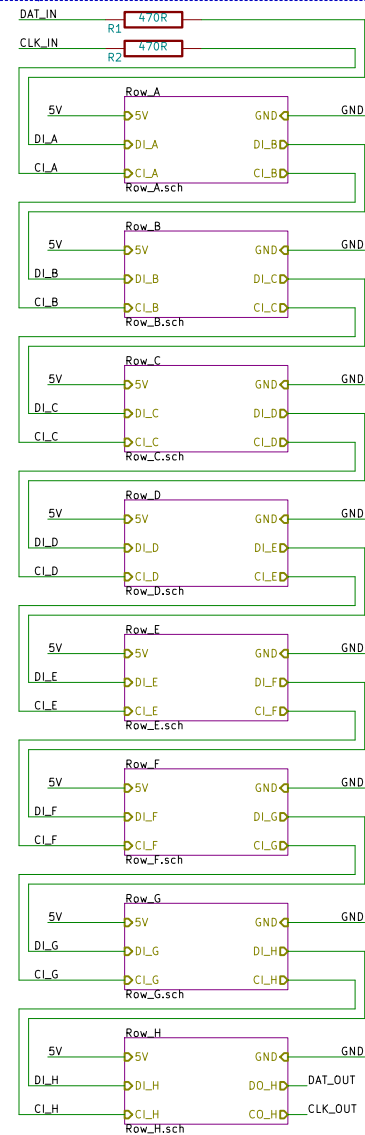 DAT_IN 470R
R1
CLK_IN 470R
R2
Row_A
5V 5V GND GND
DI_A DI_A DI_B
CI_A CI_A CI_B
Row_A.sch
Row_B
5V 5V GND GND
DI_B DI_B DI_C
CI_B CI_B CI_C
Row_B.sch
Row_C
5V 5V GND GND
DI_C DI_C DI_D
CI_C CI_C CI_D
Row_C.sch
Row_D
5V 5V GND GND
DI_D DI_D DI_E
CI_D CI_D CI_E
Row_D.sch
Row_E
5V 5V GND GND
DI_E DI_E DI_F
CI_E CI_E CI_F
Row_E.sch
Row_F
5V 5V GND GND
DI_F DI_F DI_G
CI_F CI_F CI_G
Row_F.sch
Row_G
5V 5V GND GND
DI_G DI_G DI_H
CI_G CI_G CI_H
Row_G.sch
Row_H
5V 5V GND GND
DI_H DI_H DO_H DAT_OUT
CI_H CI_H CO_H CLK_OUT
Row_H.sch